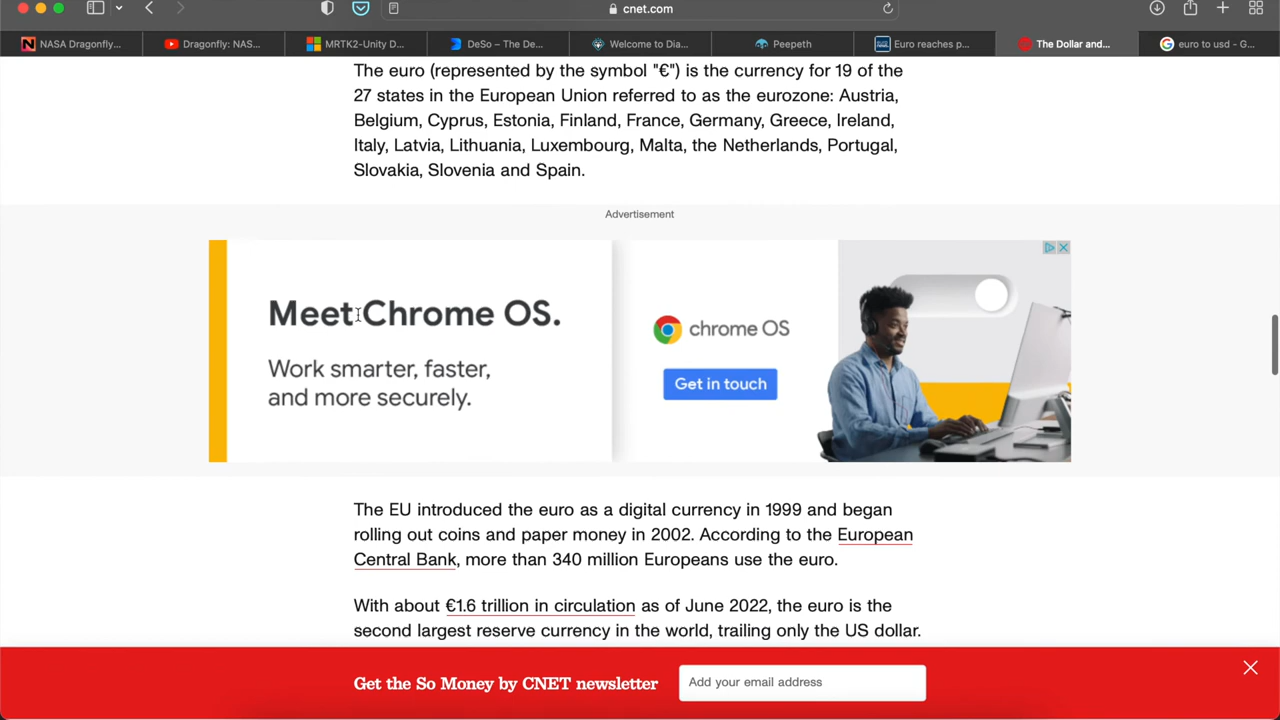 cnet.com
NASA Dragonfly...
Dragonfly: NAS...
MRTK2-Unity D...
DeSo – The De...
Welcome to Dia...
Peepeth
Euro reaches p...
The Dollar and...
euro to usd - G...
The euro (represented by the symbol "€") is the currency for 19 of the
27 states in the European Union referred to as the eurozone: Austria,
Belgium, Cyprus, Estonia, Finland, France, Germany, Greece, Ireland,
Italy, Latvia, Lithuania, Luxembourg, Malta, the Netherlands, Portugal,
Slovakia, Slovenia and Spain.
Advertisement
Meet Chrome OS.
Work smarter, faster,
and more securely.
chrome OS
Get in touch
The EU introduced the euro as a digital currency in 1999 and began
rolling out coins and paper money in 2002. According to the European
Central Bank, more than 340 million Europeans use the euro.
With about €1.6 trillion in circulation as of June 2022, the euro is the
second largest reserve currency in the world, trailing only the US dollar.
Get the So Money by CNET newsletter
Add your email address